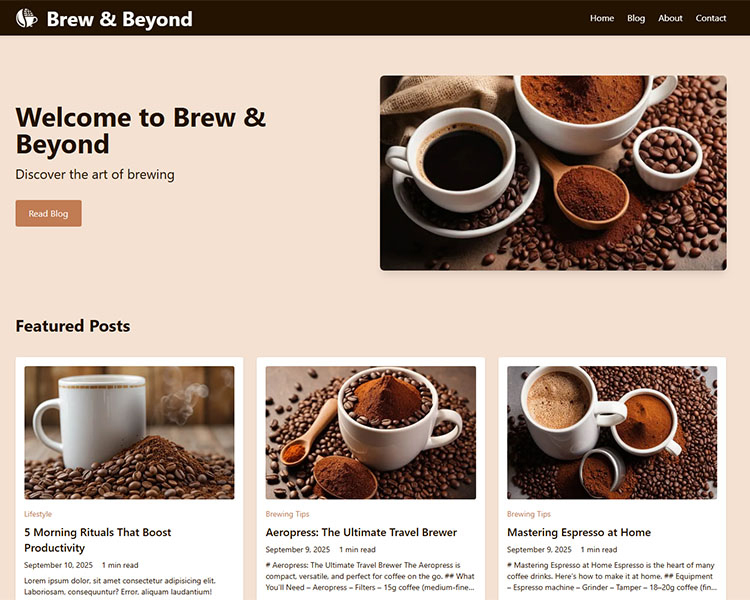 Brew & Beyond
Home Blog About Contact
Welcome to Brew &
Beyond
Discover the art of brewing
Read Blog
Featured Posts
Lifestyle
5 Morning Rituals That Boost
Productivity
September 10, 2025 1 min read
Lorem ipsum dolor, sit amet consectetur adipisicing elit.
Laboriosam, consequuntur? Error, aliquam laudantium!
Brewing Tips
Aeropress: The Ultimate Travel Brewer
September 9, 2025 1 min read
# Aeropress: The Ultimate Travel Brewer The Aeropress is
compact, versatile, and perfect for coffee on the go. ## What
You'll Need – Aeropress – Filters – 15g coffee (medium-fine...
Brewing Tips
Mastering Espresso at Home
September 9, 2025 1 min read
# Mastering Espresso at Home Espresso is the heart of many
coffee drinks. Here's how to make it at home. ## Equipment
– Espresso machine – Grinder – Tamper – 18–20g coffee (fin...